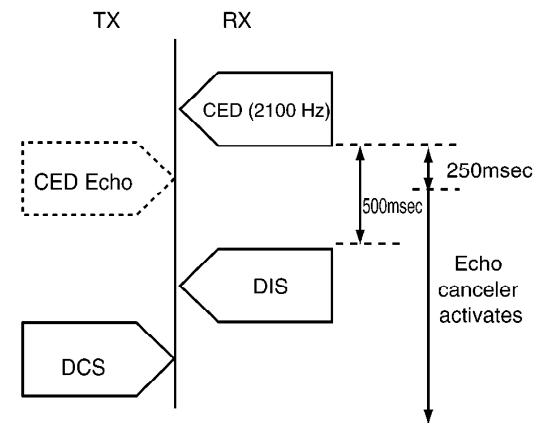 TX RX
CED (2100 Hz)
CED Echo
250msec
500msec
DIS
Echo
canceler
activates
DCS